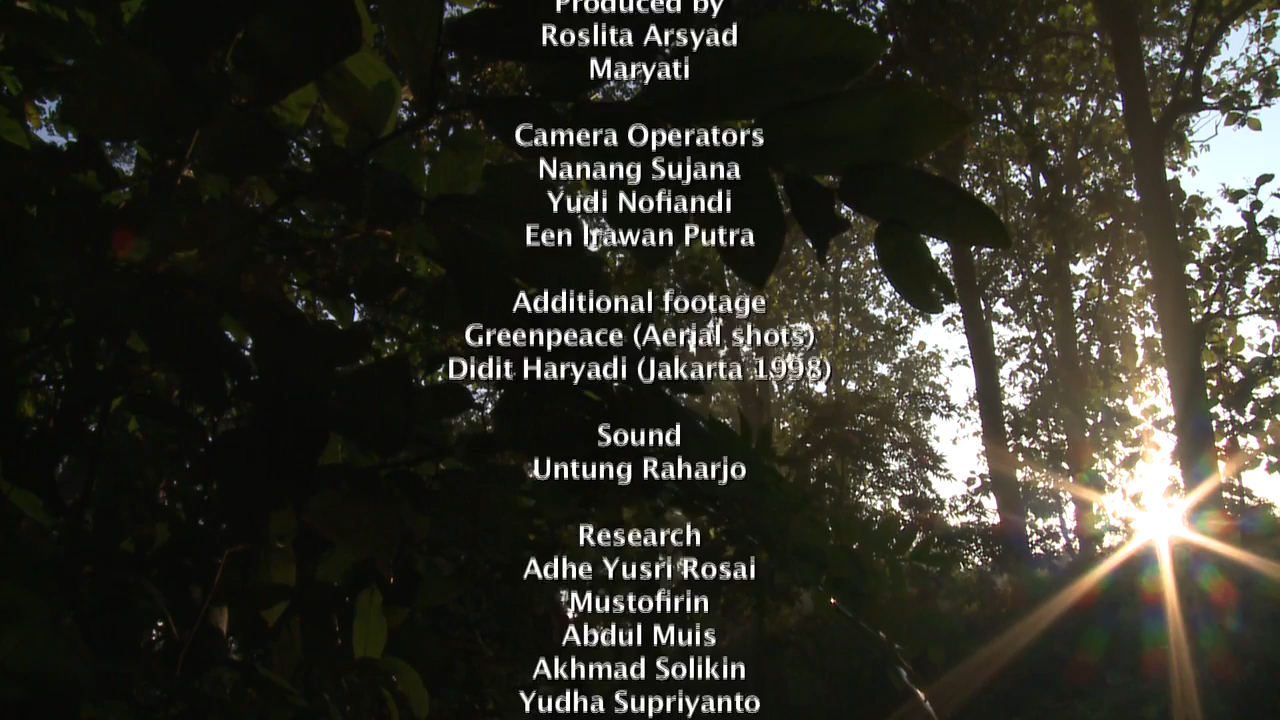 Produced by
Roslita Arsyad
Maryati
Camera Operators
Nanang Sujana
Yudi Nofiandi
Een Irawan Putra
Additional footage
Greenpeace (Aerial shots)
Didit Haryadi (Jakarta 1998)
Sound
Untung Raharjo
Research
Adhe Yusri Rosai
Mustofirin
Abdul Muis
Akhmad Solikin
Yudha Supriyanto